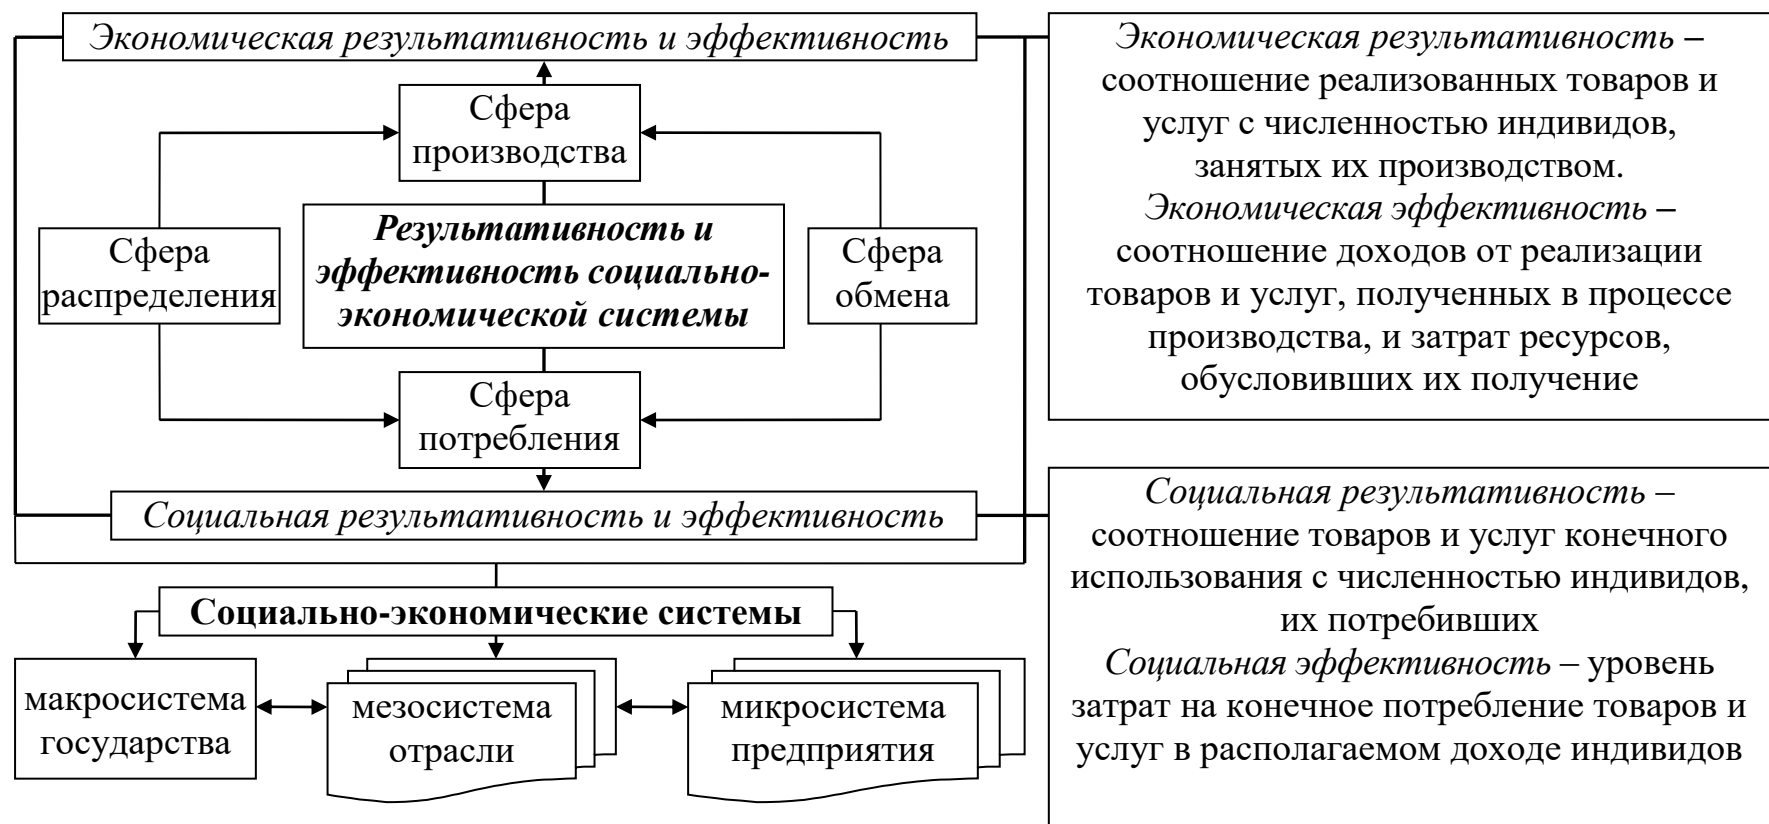 Экономическая результативность и эффективность
Сфера
производства
Сфера
распределения
Результативность и
эффективность социально-
экономической системы
Сфера
обмена
Сфера
потребления
Социальная результативность и эффективность
Социально-экономические системы
макросистема
государства
мезосистема
отрасли
микросистема
предприятия
Экономическая результативность –
соотношение реализованных товаров и
услуг с численностью индивидов,
занятых их производством.
Экономическая эффективность –
соотношение доходов от реализации
товаров и услуг, полученных в процессе
производства, и затрат ресурсов,
обусловивших их получение
Социальная результативность –
соотношение товаров и услуг конечного
использования с численностью индивидов,
их потребивших
Социальная эффективность – уровень
затрат на конечное потребление товаров и
услуг в располагаемом доходе индивидов